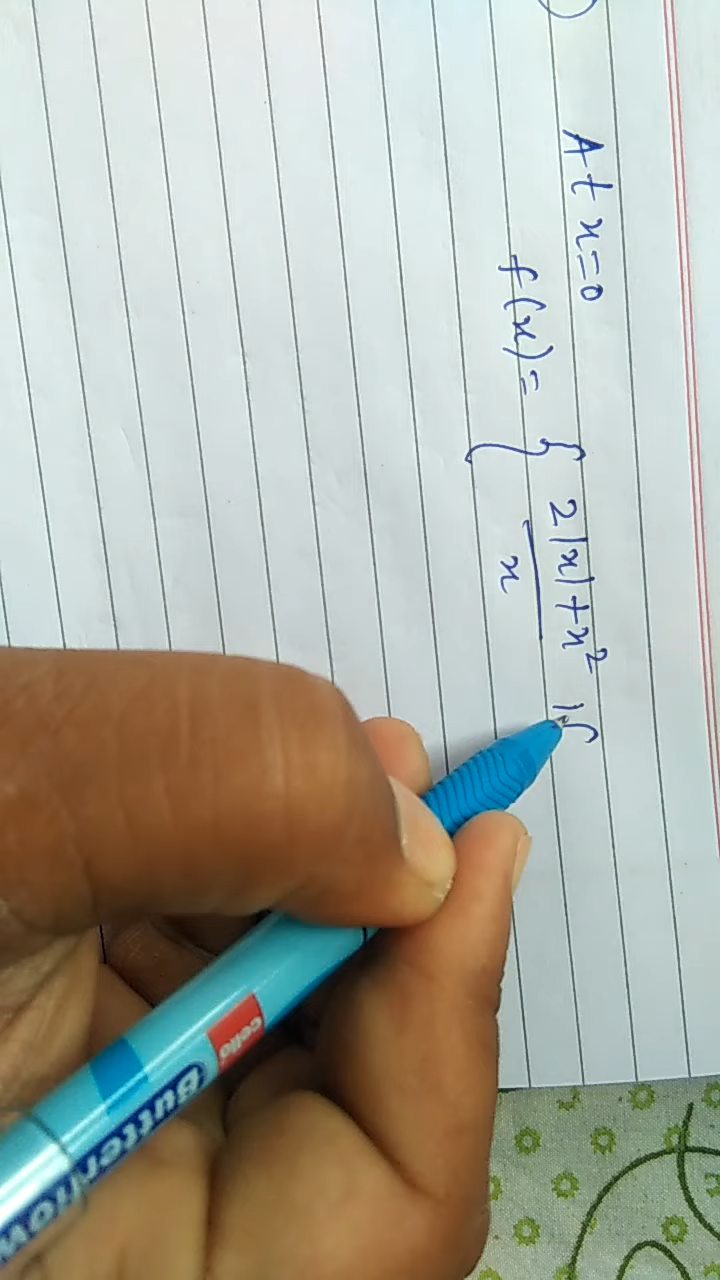 )
At x=0
f(x) = { 2|x|+x² if
x
cello
Butterflow